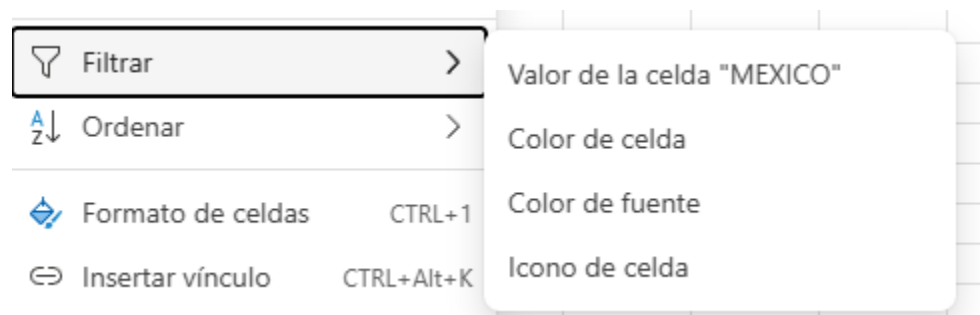 Filtrar
Ordenar
Formato de celdas CTRL+1
Insertar vínculo CTRL+Alt+K
Valor de la celda "MEXICO"
Color de celda
Color de fuente
Icono de celda